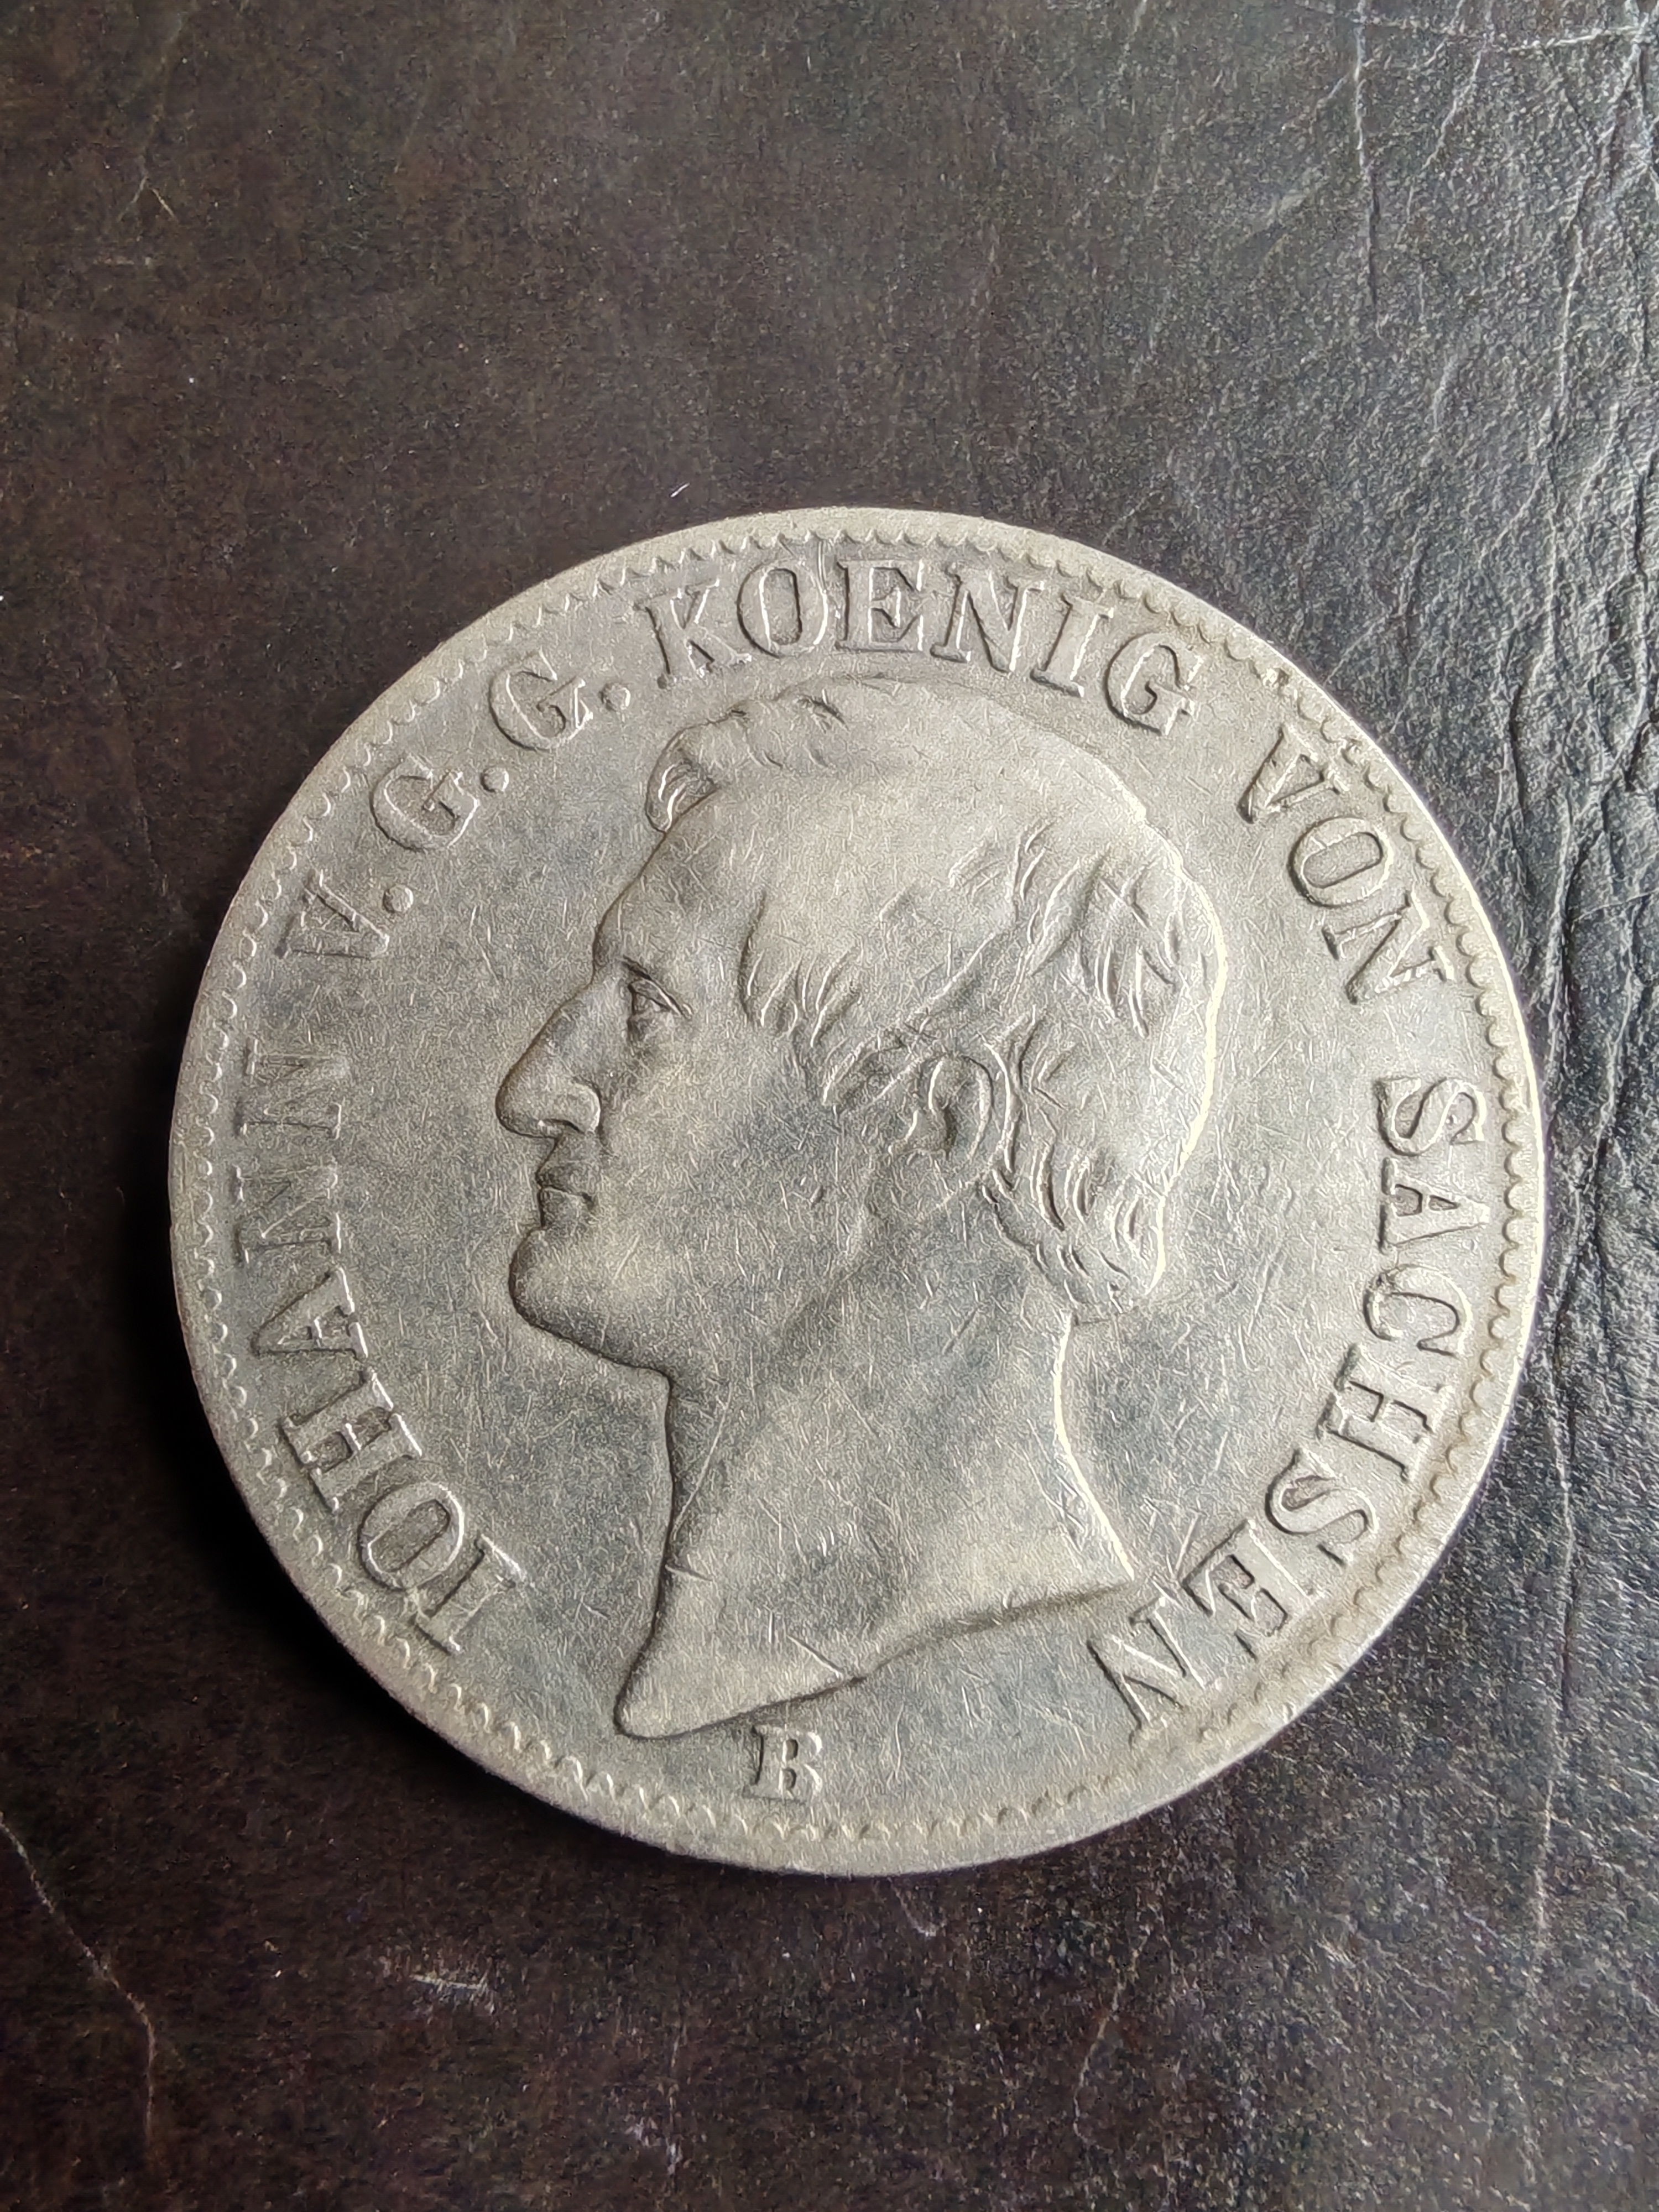 IOHANN V. G. G. KOENIG VON SACHSEN
B